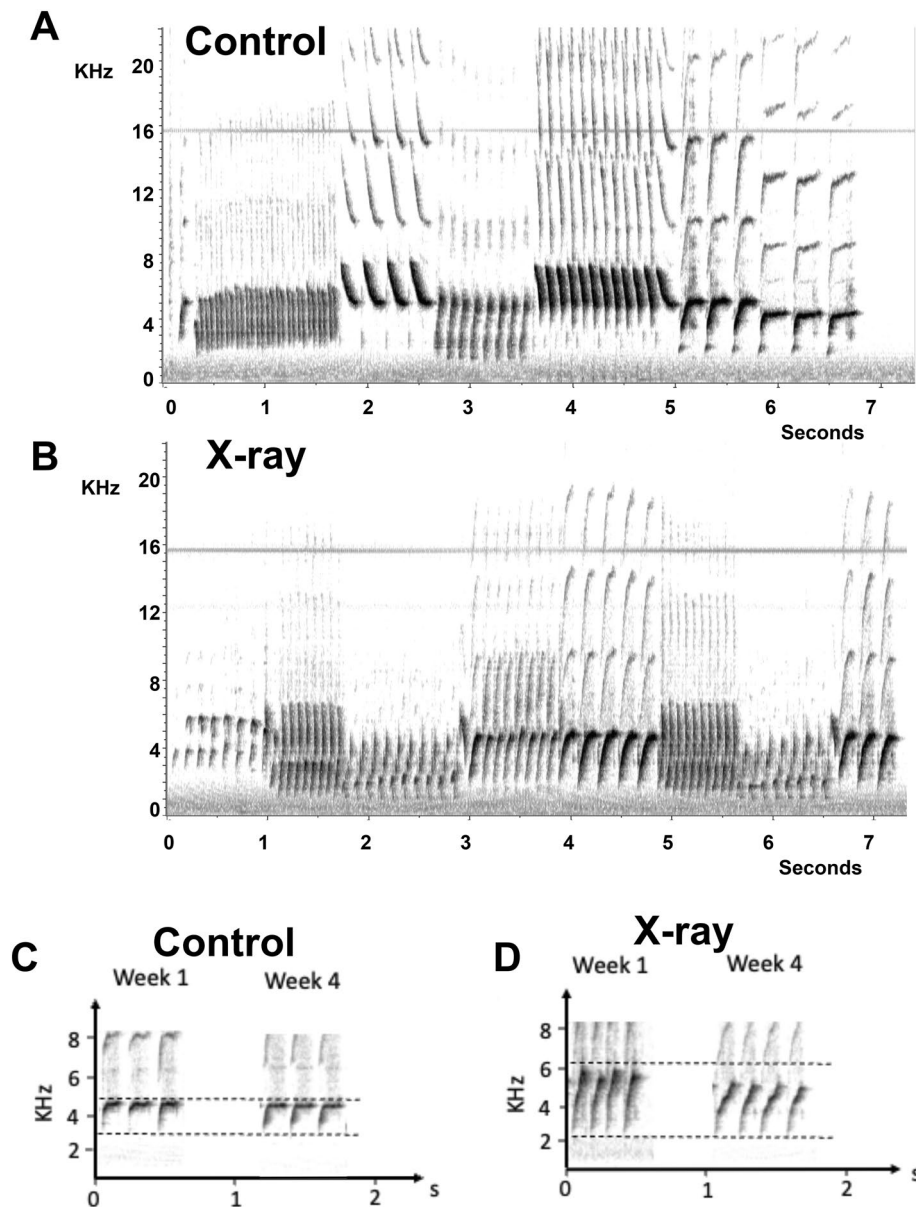 A
Control
KHz
20
16
12
8
4
0
0 1 2 3 4 5 6 7
Seconds
B
X-ray
KHz
20
16
12
8
4
0
0 1 2 3 4 5 6 7
Seconds
C
Control
Week 1 Week 4
KHz
8
6
4
2
0 1 2 s
D
X-ray
Week 1 Week 4
KHz
8
6
4
2
0 1 2 s